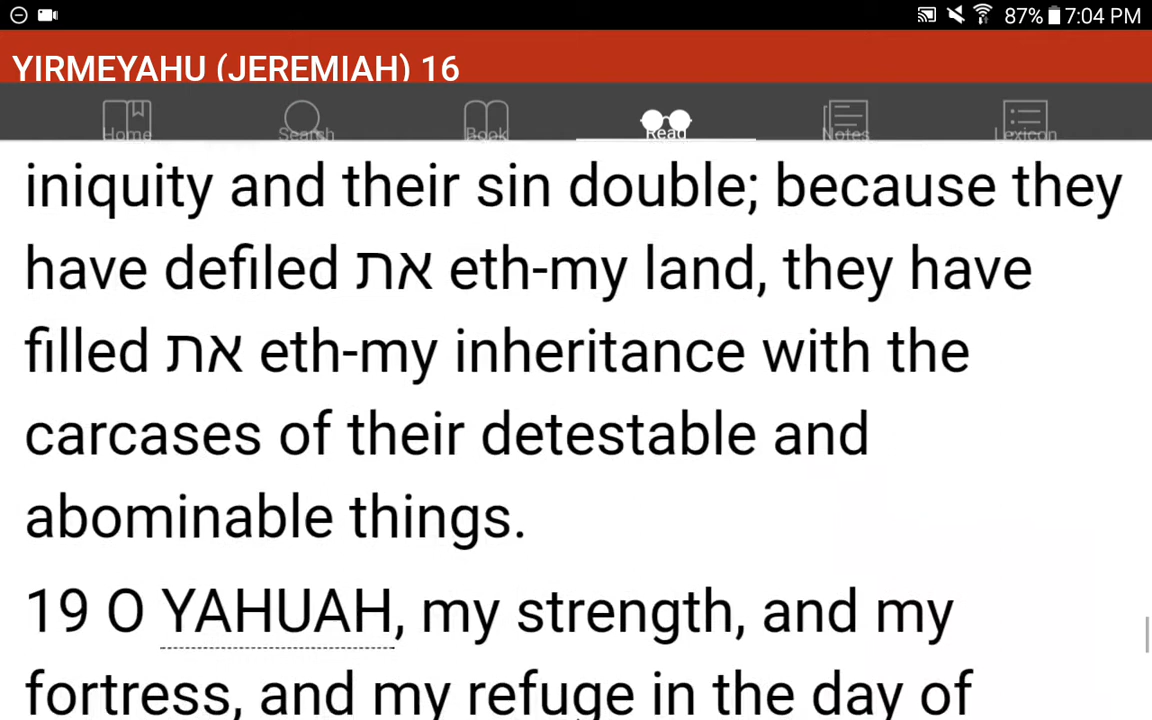 87% 7:04 PM
YIRMEYAHU (JEREMIAH) 16
Home Search Book Read Notes Lexicon
iniquity and their sin double; because they
have defiled את eth-my land, they have
filled את eth-my inheritance with the
carcases of their detestable and
abominable things.
19 O YAHUAH, my strength, and my
fortress, and my refuge in the day of